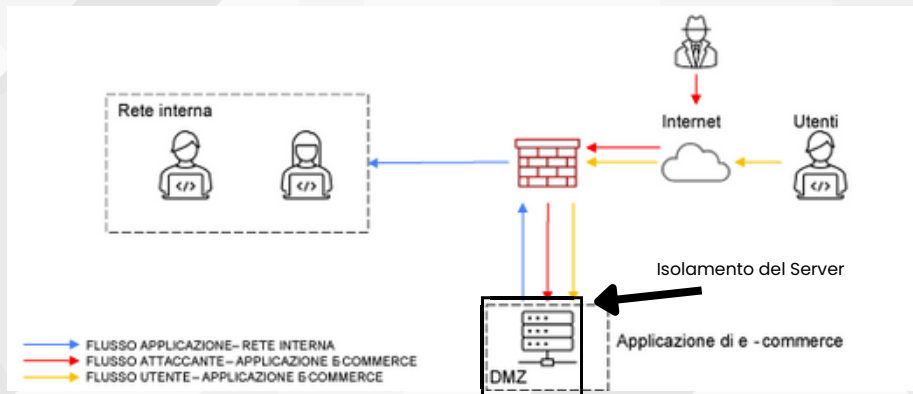 Rete interna
Internet
Utenti
Isolamento del Server
Applicazione di e - commerce
DMZ
FLUSSO APPLICAZIONE– RETE INTERNA
FLUSSO ATTACCANTE– APPLICAZIONE E COMMERCE
FLUSSO UTENTE– APPLICAZIONE E COMMERCE